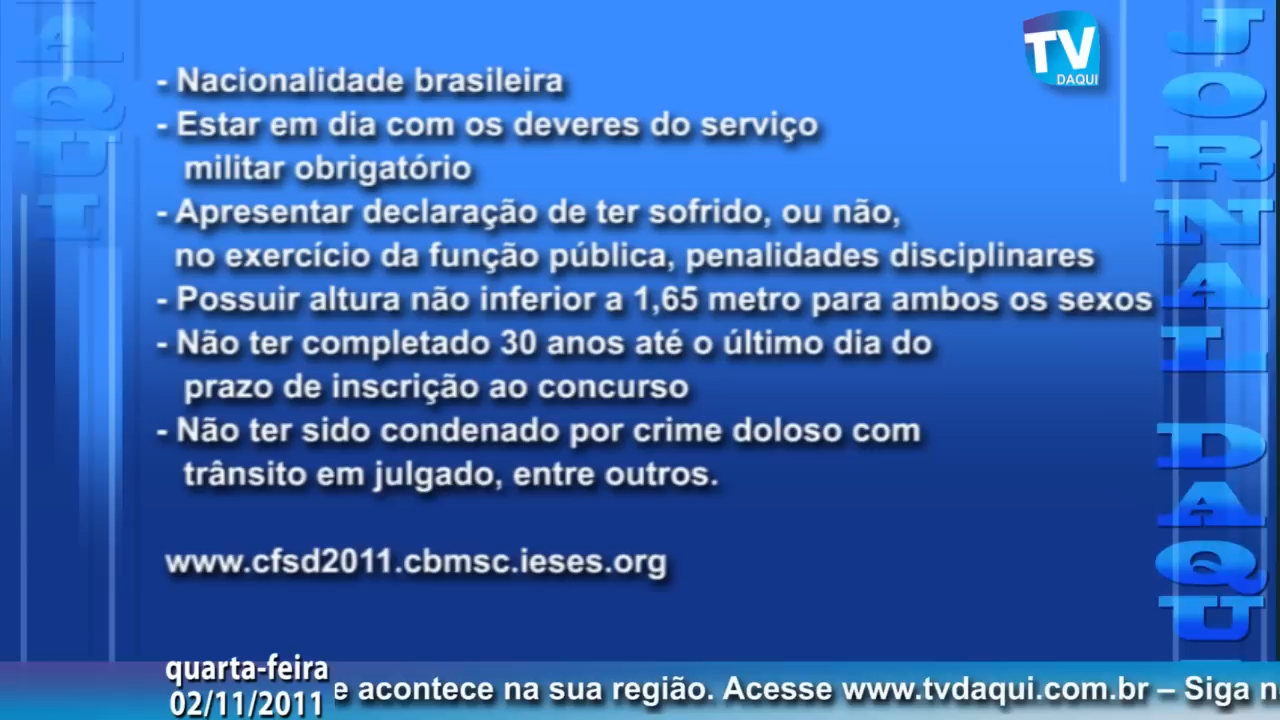 TV
DAQUI
- Nacionalidade brasileira
- Estar em dia com os deveres do serviço
militar obrigatório
- Apresentar declaração de ter sofrido, ou não,
no exercício da função pública, penalidades disciplinares
- Possuir altura não inferior a 1,65 metro para ambos os sexos
- Não ter completado 30 anos até o último dia do
prazo de inscrição ao concurso
- Não ter sido condenado por crime doloso com
trânsito em julgado, entre outros.
www.cfsd2011.cbmsc.ieses.org
JORNAL DAQU
AQUI
quarta-feira
02/11/2011
e acontece na sua região. Acesse www.tvdaqui.com.br – Siga n